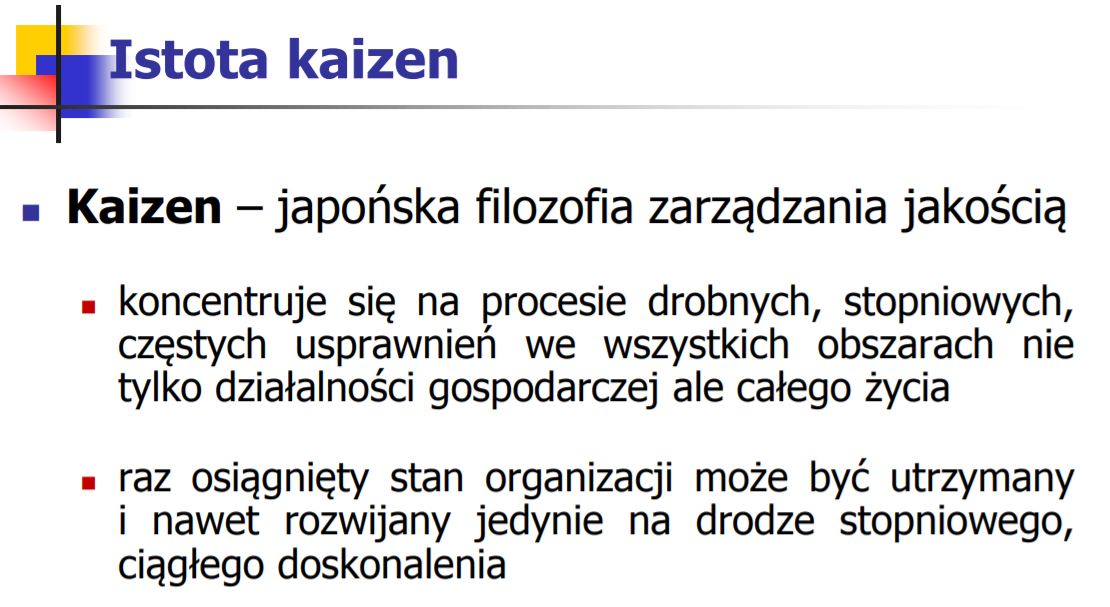 Istota kaizen
Kaizen – japońska filozofia zarządzania jakością
koncentruje się na procesie drobnych, stopniowych,
częstych usprawnień we wszystkich obszarach nie
tylko działalności gospodarczej ale całego życia
raz osiągnięty stan organizacji może być utrzymany
i nawet rozwijany jedynie na drodze stopniowego,
ciągłego doskonalenia